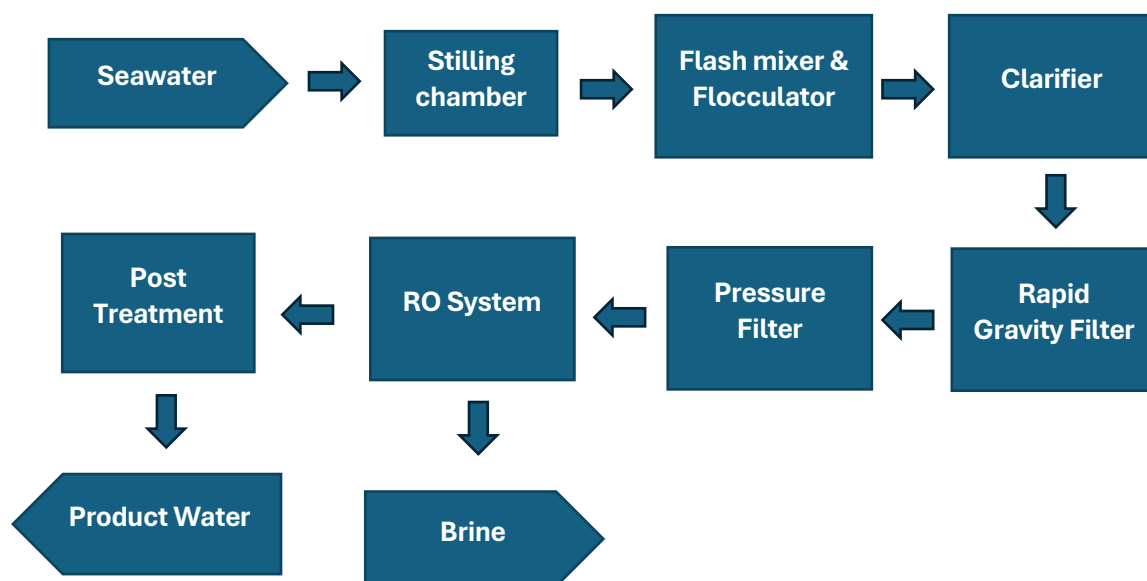 Seawater
Stilling
chamber
Flash mixer &
Flocculator
Clarifier
Rapid
Gravity Filter
Pressure
Filter
RO System
Post
Treatment
Product Water
Brine